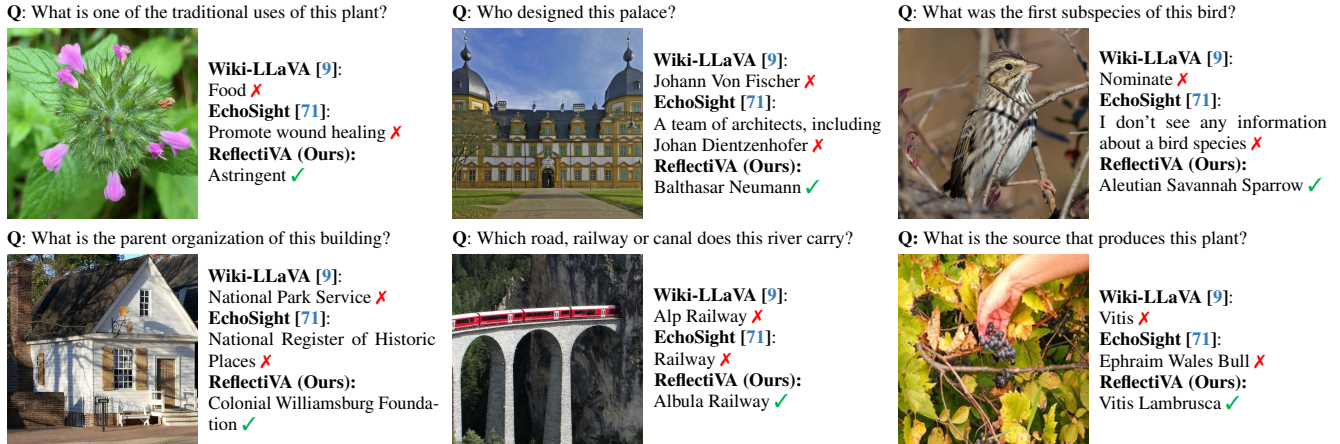 Q: What is one of the traditional uses of this plant?
Wiki-LLaVA [9]:
Food ✗
EchoSight [71]:
Promote wound healing ✗
ReflectiVA (Ours):
Astringent ✓
Q: Who designed this palace?
Wiki-LLaVA [9]:
Johann Von Fischer ✗
EchoSight [71]:
A team of architects, including
Johan Dientzenhofer ✗
ReflectiVA (Ours):
Balthasar Neumann ✓
Q: What was the first subspecies of this bird?
Wiki-LLaVA [9]:
Nominate ✗
EchoSight [71]:
I don't see any information
about a bird species ✗
ReflectiVA (Ours):
Aleutian Savannah Sparrow ✓
Q: What is the parent organization of this building?
Wiki-LLaVA [9]:
National Park Service ✗
EchoSight [71]:
National Register of Historic
Places ✗
ReflectiVA (Ours):
Colonial Williamsburg Founda-
tion ✓
Q: Which road, railway or canal does this river carry?
Wiki-LLaVA [9]:
Alp Railway ✗
EchoSight [71]:
Railway ✗
ReflectiVA (Ours):
Albula Railway ✓
Q: What is the source that produces this plant?
Wiki-LLaVA [9]:
Vitis ✗
EchoSight [71]:
Ephraim Wales Bull ✗
ReflectiVA (Ours):
Vitis Lambrusca ✓